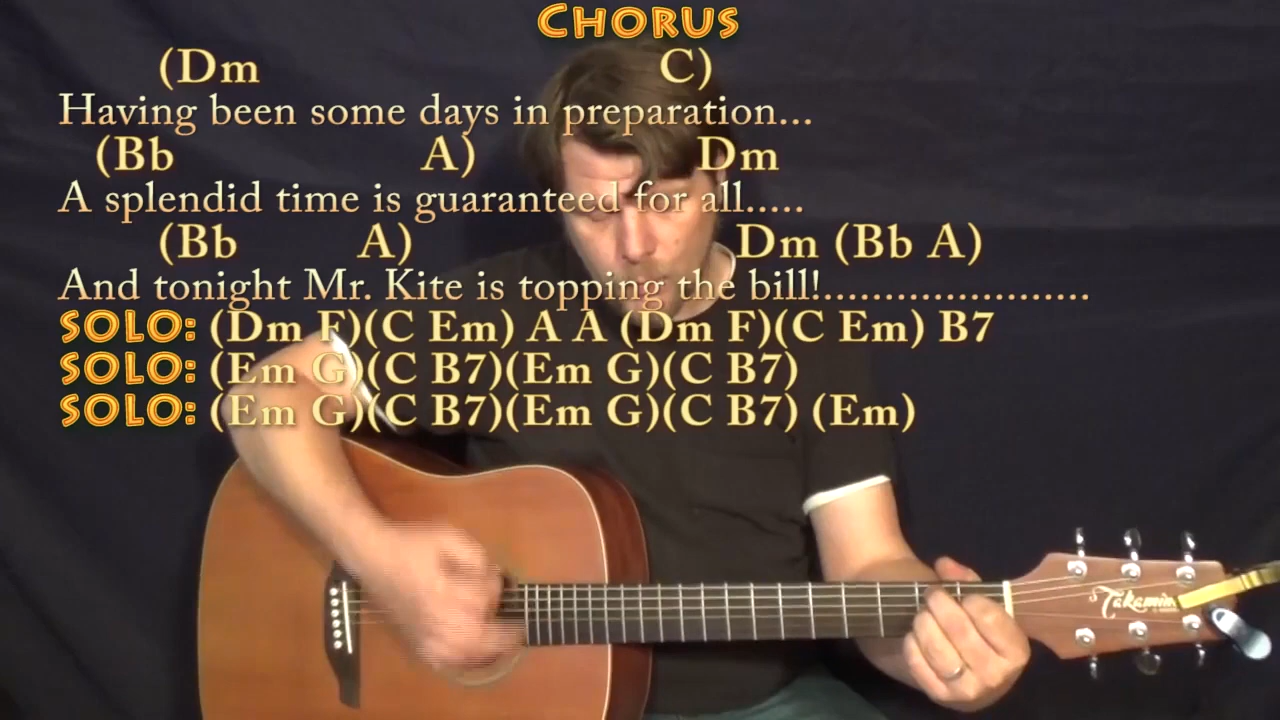 CHORUS
(Dm C)
Having been some days in preparation...
(Bb A) Dm
A splendid time is guaranteed for all.....
(Bb A) Dm (Bb A)
And tonight Mr. Kite is topping the bill!......................
SOLO: (Dm F)(C Em) A A (Dm F)(C Em) B7
SOLO: (Em G)(C B7)(Em G)(C B7)
SOLO: (Em G)(C B7)(Em G)(C B7) (Em)
Takamin